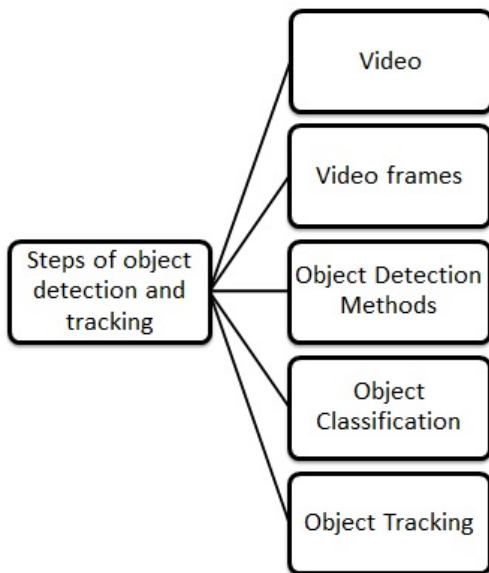 Steps of object
detection and
tracking
Video
Video frames
Object Detection
Methods
Object
Classification
Object Tracking